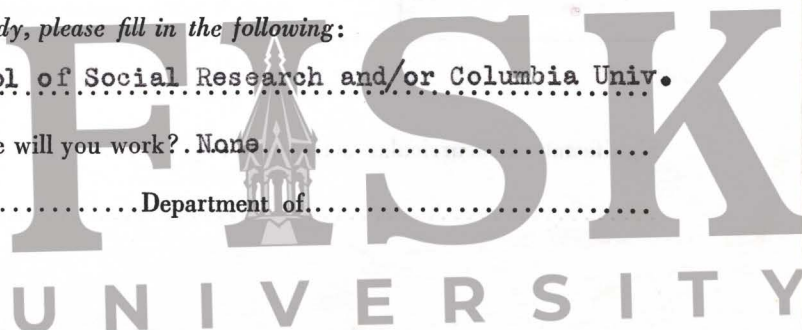 dy, please fill in the following:
ol of Social Research and/or Columbia Univ.
e will you work?. None
Department of
FISK
UNIVERSITY